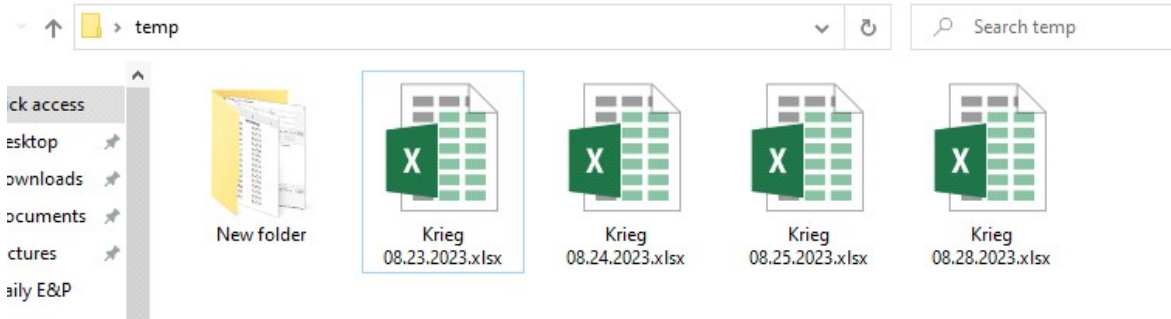 temp
Search temp
ick access
esktop
ownloads
ocuments
ctures
aily E&P
New folder
Krieg
08.23.2023.xlsx
Krieg
08.24.2023.xlsx
Krieg
08.25.2023.xlsx
Krieg
08.28.2023.xlsx